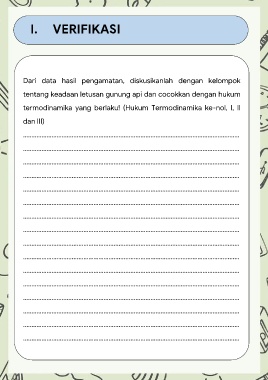 I. VERIFIKASI
Dari data hasil pengamatan, diskusikanlah dengan kelompok
tentang keadaan letusan gunung api dan cocokkan dengan hukum
termodinamika yang berlaku! (Hukum Termodinamika ke-nol, I, II
dan III)